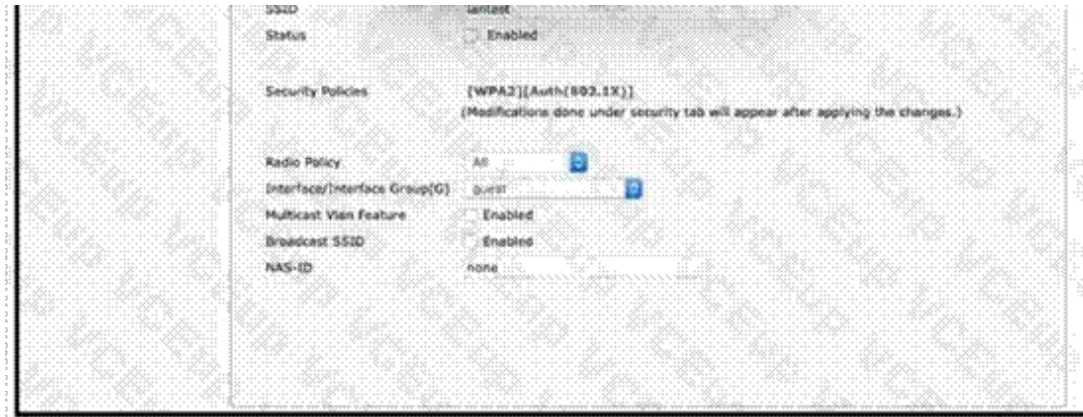 SSID
Status Enabled
Security Policies [WPA2][Auth(802.1X)]
(Modifications done under security tab will appear after applying the changes.)
Radio Policy All
Interface/Interface Group(G) guest
Multicast Vlan Feature Enabled
Broadcast SSID Enabled
NAS-ID none
VCEup